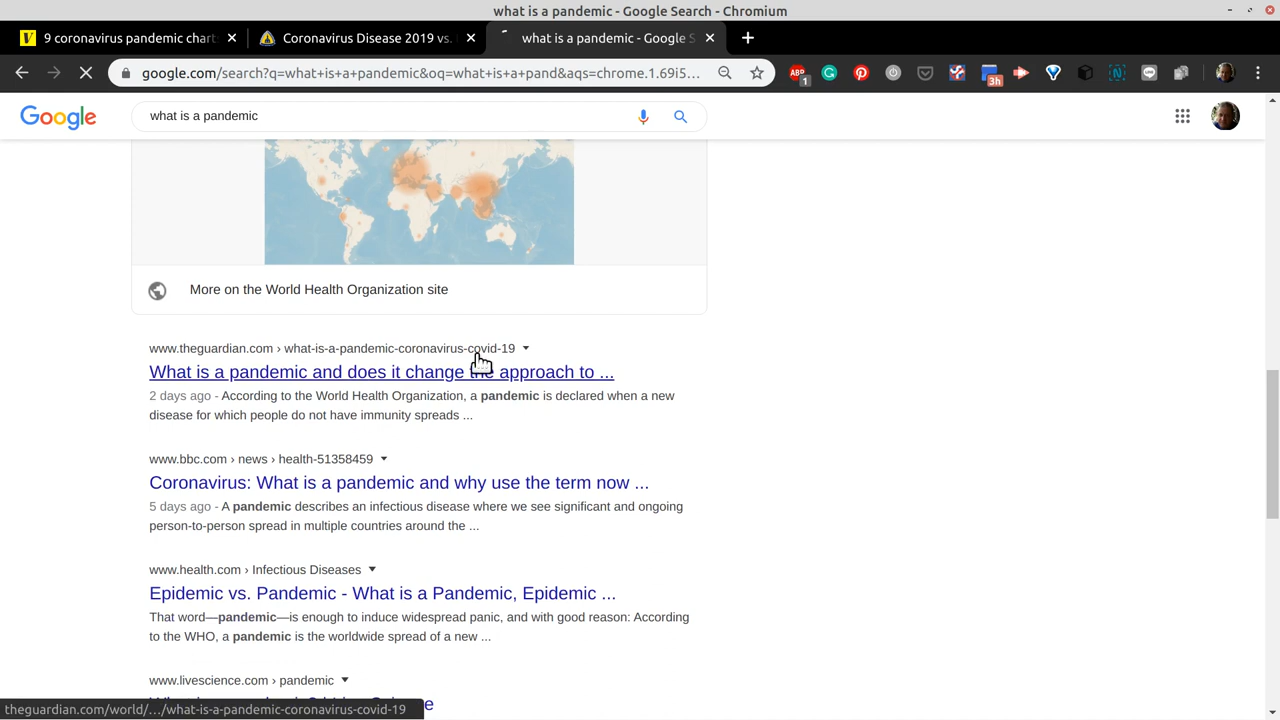 what is a pandemic - Google Search - Chromium
9 coronavirus pandemic chart
Coronavirus Disease 2019 vs.
what is a pandemic - Google S
google.com/search?q=what+is+a+pandemic&oq=what+is+a+pand&aqs=chrome.1.69i5...
ABP
1
3h
Google
what is a pandemic
More on the World Health Organization site
www.theguardian.com › what-is-a-pandemic-coronavirus-covid-19
What is a pandemic and does it change the approach to ...
2 days ago - According to the World Health Organization, a pandemic is declared when a new
disease for which people do not have immunity spreads ...
www.bbc.com › news › health-51358459
Coronavirus: What is a pandemic and why use the term now ...
5 days ago - A pandemic describes an infectious disease where we see significant and ongoing
person-to-person spread in multiple countries around the ...
www.health.com › Infectious Diseases
Epidemic vs. Pandemic - What is a Pandemic, Epidemic ...
That word—pandemic—is enough to induce widespread panic, and with good reason: According
to the WHO, a pandemic is the worldwide spread of a new ...
www.livescience.com › pandemic
theguardian.com/world/…/what-is-a-pandemic-coronavirus-covid-19